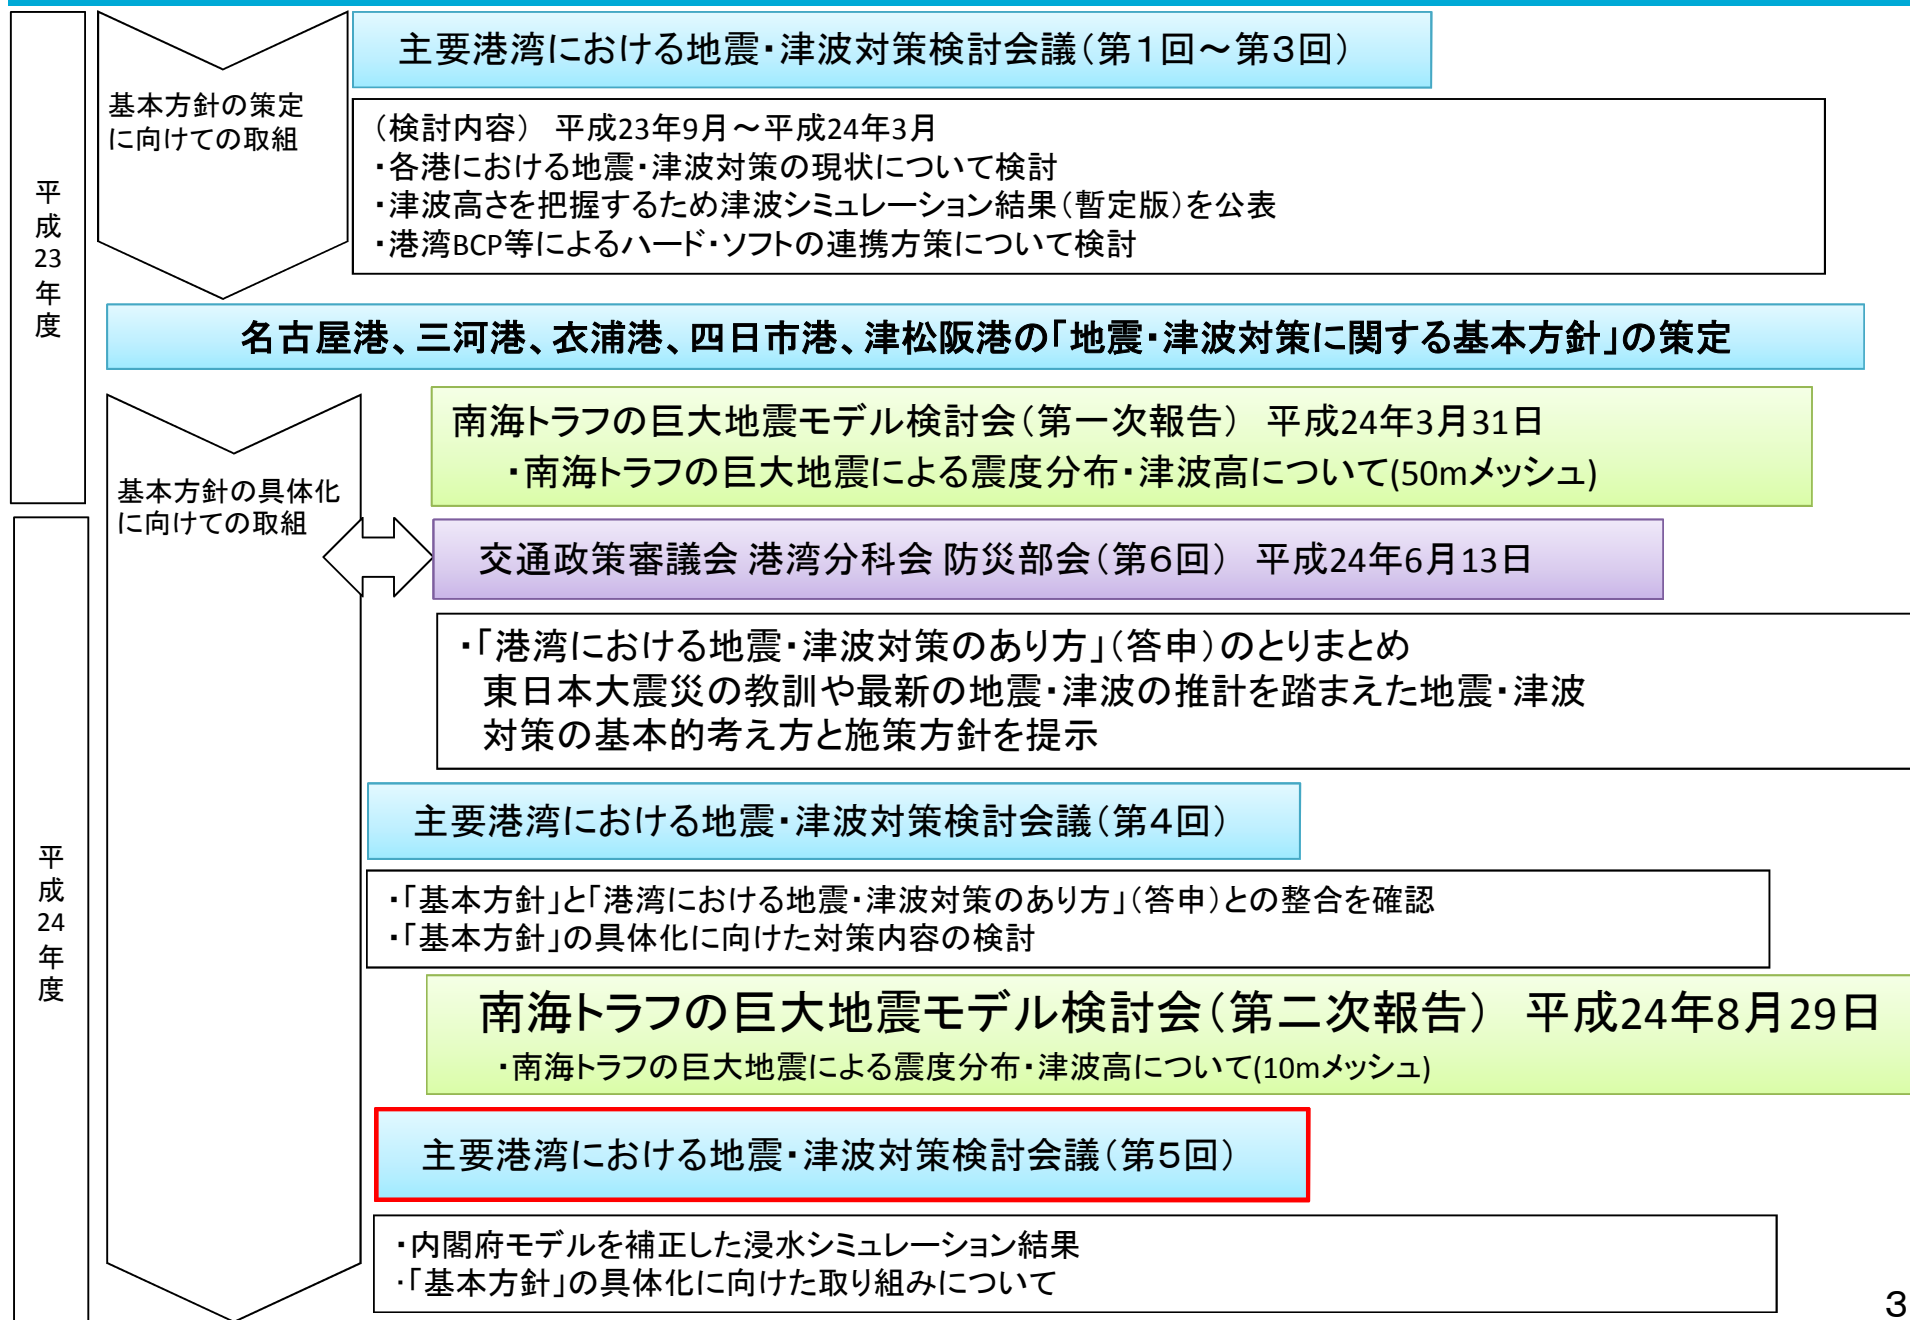 平成23年度
基本方針の策定
に向けての取組
主要港湾における地震・津波対策検討会議（第１回～第３回）
（検討内容）　平成23年9月～平成24年3月
・各港における地震・津波対策の現状について検討
・津波高さを把握するため津波シミュレーション結果（暫定版）を公表
・港湾BCP等によるハード・ソフトの連携方策について検討
名古屋港、三河港、衣浦港、四日市港、津松阪港の「地震・津波対策に関する基本方針」の策定
南海トラフの巨大地震モデル検討会（第一次報告）　平成24年3月31日
・南海トラフの巨大地震による震度分布・津波高について(50mメッシュ)
基本方針の具体化
に向けての取組
平成24年度
交通政策審議会 港湾分科会 防災部会（第６回）　平成24年6月13日
・「港湾における地震・津波対策のあり方」（答申）のとりまとめ
東日本大震災の教訓や最新の地震・津波の推計を踏まえた地震・津波
対策の基本的考え方と施策方針を提示
主要港湾における地震・津波対策検討会議（第４回）
・「基本方針」と「港湾における地震・津波対策のあり方」（答申）との整合を確認
・「基本方針」の具体化に向けた対策内容の検討
南海トラフの巨大地震モデル検討会（第二次報告）　平成24年8月29日
・南海トラフの巨大地震による震度分布・津波高について(10mメッシュ)
主要港湾における地震・津波対策検討会議（第５回）
・内閣府モデルを補正した浸水シミュレーション結果
・「基本方針」の具体化に向けた取り組みについて
3